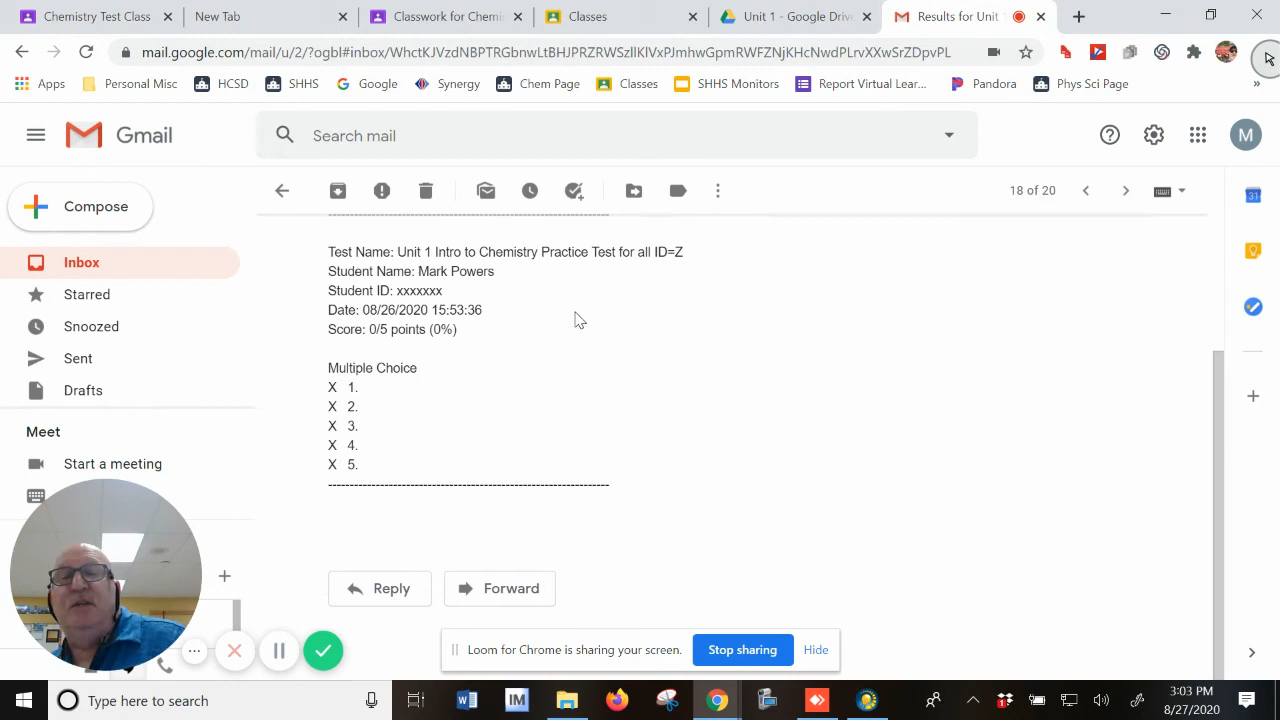 Chemistry Test Class
New Tab
Classwork for Chemis
Classes
Unit 1 - Google Drive
Results for Unit 1
mail.google.com/mail/u/2/?ogbl#inbox/WhctKJVzdNBPTRGbnwLtBHJPRZRWSzllKlVxPJmhwGpmRWFZNjKHcNwdPLrvXXwSrZDpvPL
Apps
Personal Misc
HCSD
SHHS
Google
Synergy
Chem Page
Classes
SHHS Monitors
Report Virtual Lear...
Pandora
Phys Sci Page
»
Gmail
Search mail
M
Compose
18 of 20
31
Inbox
Starred
Snoozed
Sent
Drafts
Meet
Start a meeting
---------------------------------------------------------------
Test Name: Unit 1 Intro to Chemistry Practice Test for all ID=Z
Student Name: Mark Powers
Student ID: xxxxxxx
Date: 08/26/2020 15:53:36
Score: 0/5 points (0%)
Multiple Choice
X 1.
X 2.
X 3.
X 4.
X 5.
---------------------------------------------------------------
Reply
Forward
Loom for Chrome is sharing your screen.
Stop sharing
Hide
Type here to search
W
IM
3:03 PM
8/27/2020